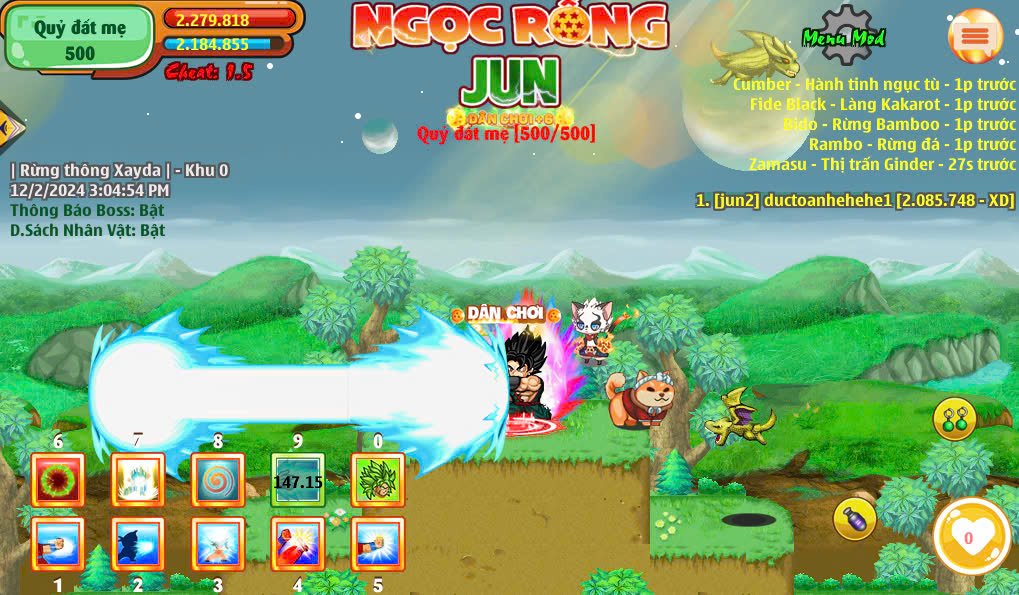 Quỷ đất mẹ
500
2.279.818
2.184.855
Cheat: 1.5
NGỌC RỒNG
JUN
DÂN CHƠI +6
Quỷ đất mẹ [500/500]
Menu Mod
Cumber - Hành tinh ngục tù - 1p trước
Fide Black - Làng Kakarot - 1p trước
Bido - Rừng Bamboo - 1p trước
Rambo - Rừng đá - 1p trước
Zamasu - Thị trấn Ginder - 27s trước
1. [jun2] ductoanhehehe1 [2.085.748 - XD]
| Rừng thông Xayda | - Khu 0
12/2/2024 3:04:54 PM
Thông Báo Boss: Bật
D.Sách Nhân Vật: Bật
DÂN CHƠI
6 7 8 9 0
147.15
1 2 3 4 5
0